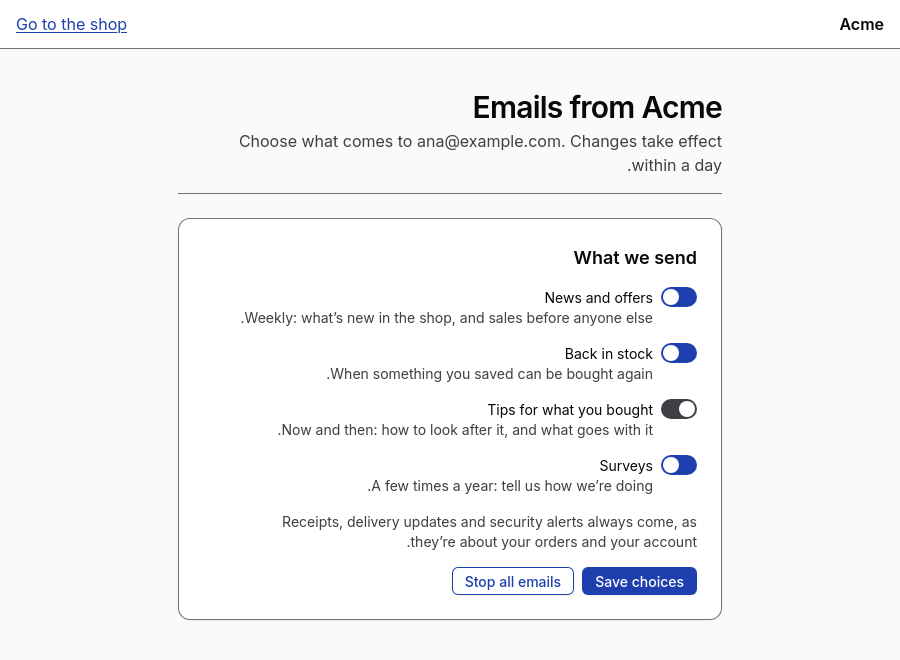 Acme
Go to the shop
Emails from Acme
Choose what comes to ana@example.com. Changes take effect
within a day.
What we send
News and offers
Weekly: what’s new in the shop, and sales before anyone else.
Back in stock
When something you saved can be bought again.
Tips for what you bought
Now and then: how to look after it, and what goes with it.
Surveys
A few times a year: tell us how we’re doing.
Receipts, delivery updates and security alerts always come, as
they’re about your orders and your account.
Save choices
Stop all emails